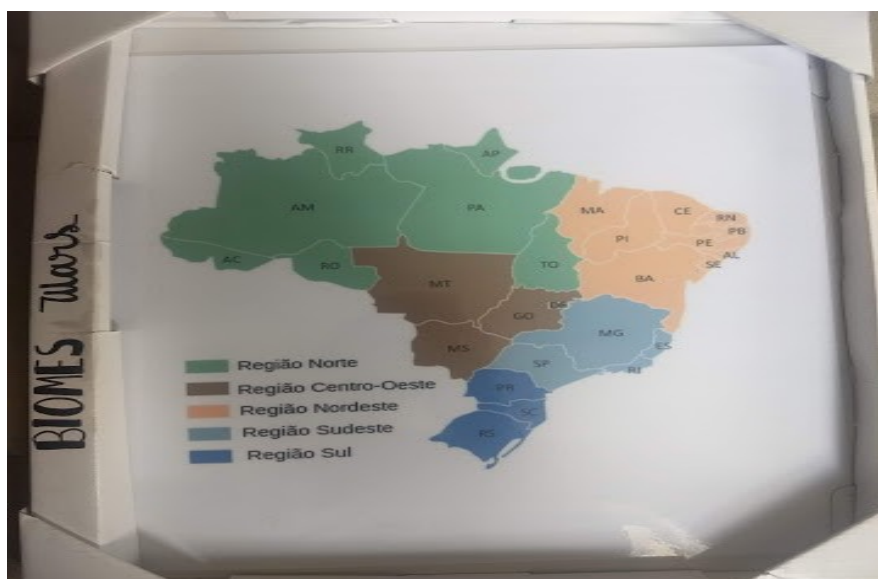 BIOMES Wars
RR
AP
AM
PA
MA
CE
RN
PB
PI
PE
AL
SE
AC
RO
TO
BA
MT
DF
GO
MG
ES
MS
SP
RJ
PR
SC
RS
Região Norte
Região Centro-Oeste
Região Nordeste
Região Sudeste
Região Sul